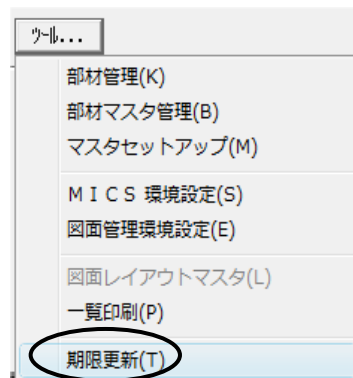 ﾂｰﾙ...
部材管理(K)
部材マスタ管理(B)
マスタセットアップ(M)
ＭＩＣＳ 環境設定(S)
図面管理環境設定(E)
図面レイアウトマスタ(L)
一覧印刷(P)
期限更新(T)